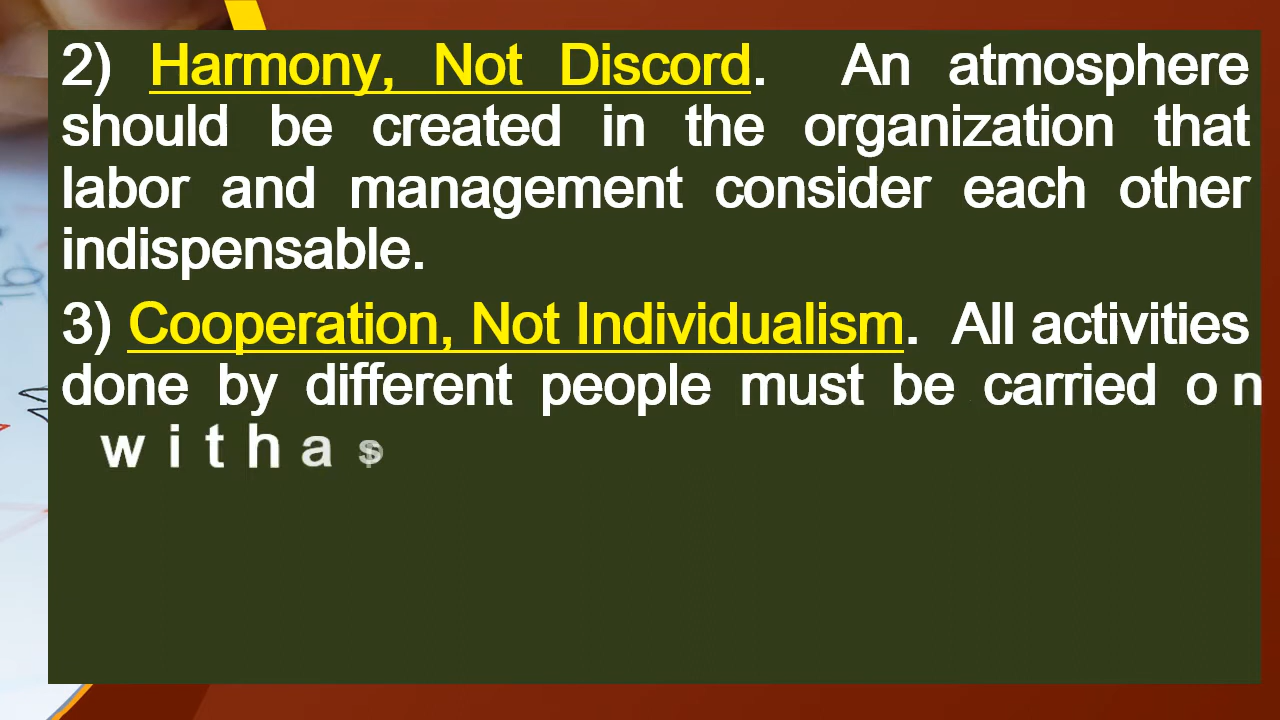 2) Harmony, Not Discord. An atmosphere
should be created in the organization that
labor and management consider each other
indispensable.
3) Cooperation, Not Individualism. All activities
done by different people must be carried on
with a